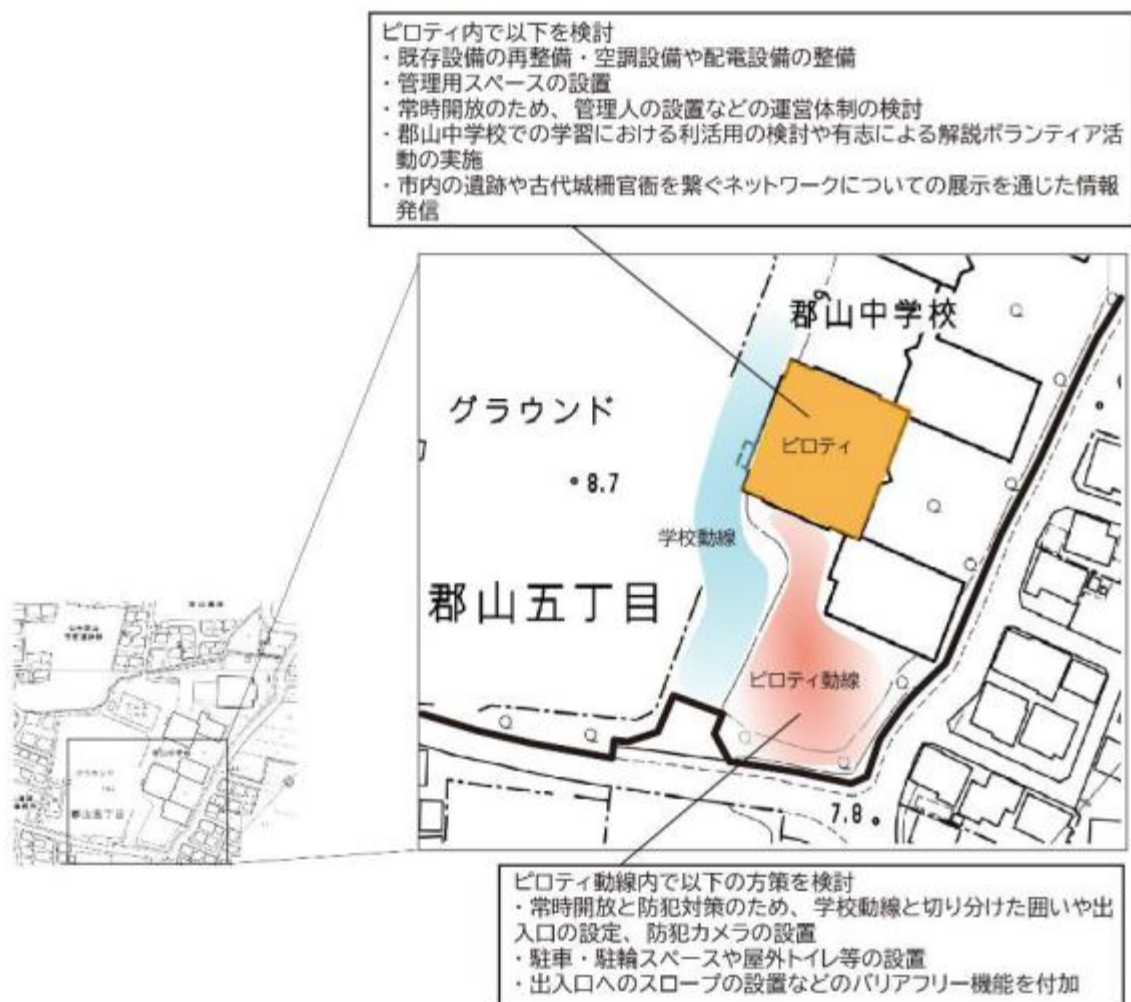 ピロティ内で以下を検討
・既存設備の再整備・空調設備や配電設備の整備
・管理用スペースの設置
・常時開放のため、管理人の設置などの運営体制の検討
・郡山中学校での学習における利活用の検討や有志による解説ボランティア活
動の実施
・市内の遺跡や古代城柵官衙を繋ぐネットワークについての展示を通じた情報
発信
9
郡山中学校
グラウンド
ピロティ
8.7
学校動線
郡山五丁目
ピロティ動線
7.8
グラウンド
郡山五丁目
ピロティ動線内で以下の方策を検討
・常時開放と防犯対策のため、学校動線と切り分けた囲いや出
入口の設定、防犯カメラの設置
・駐車・駐輪スペースや屋外トイレ等の設置
・出入口へのスロープの設置などのバリアフリー機能を付加